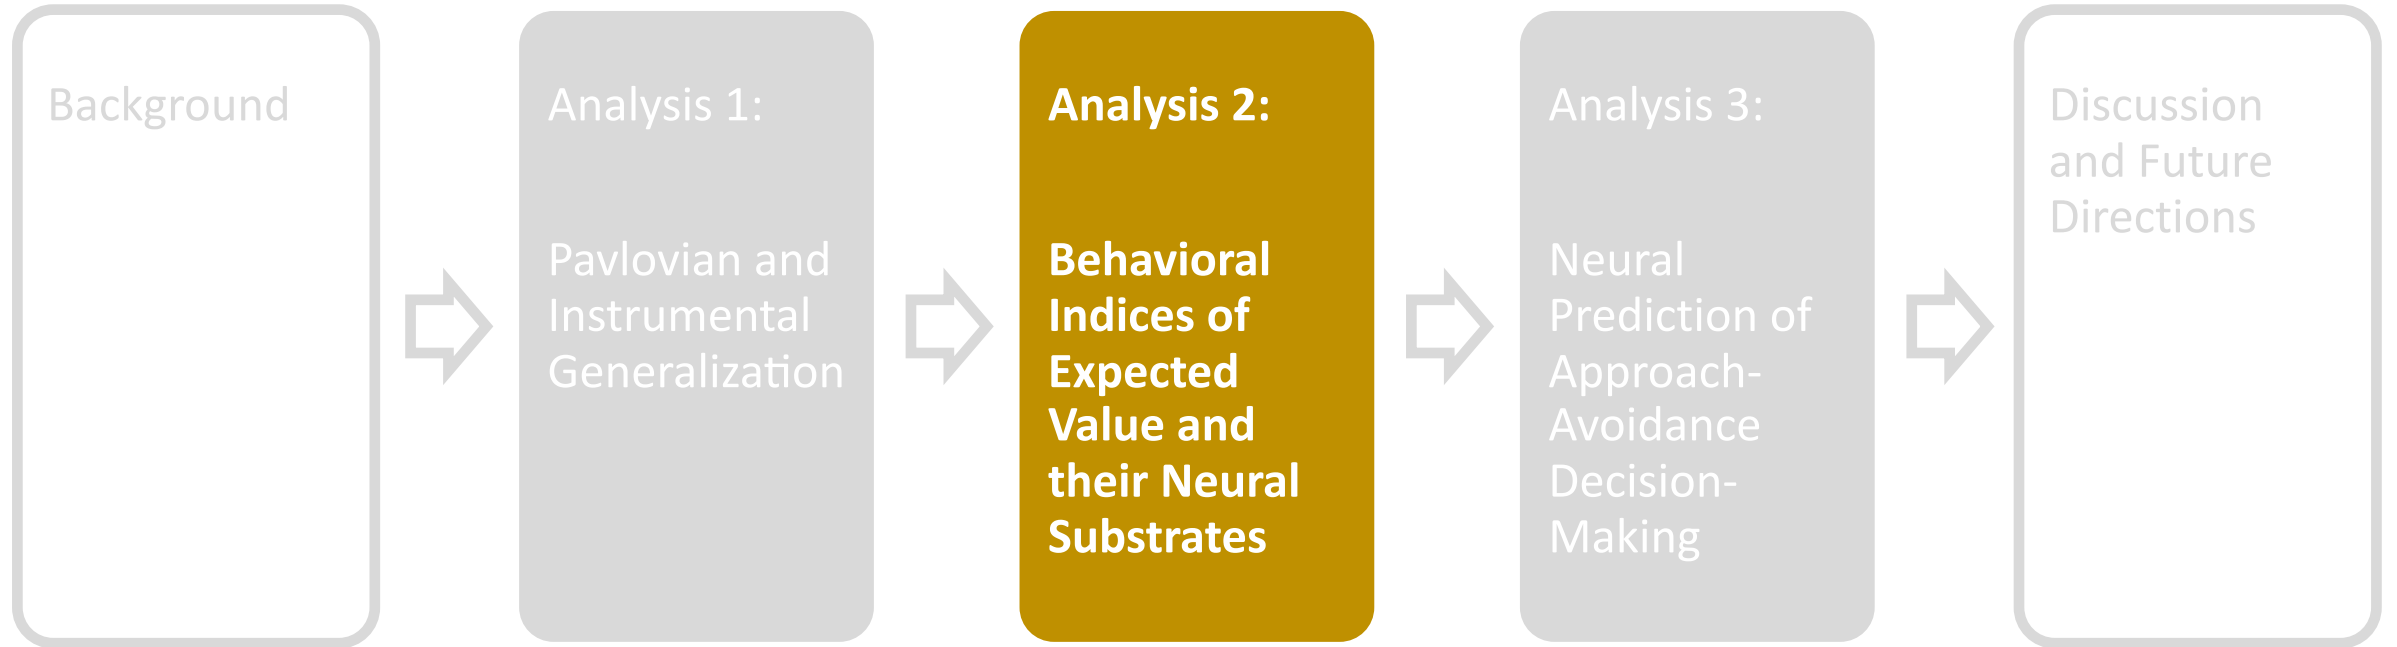 Background
Analysis 1:
Pavlovian and
Instrumental
Generalization
Analysis 2:
Behavioral
Indices of
Expected
Value and
their Neural
Substrates
Analysis 3:
Neural
Prediction of
Approach-
Avoidance
Decision-
Making
Discussion
and Future
Directions